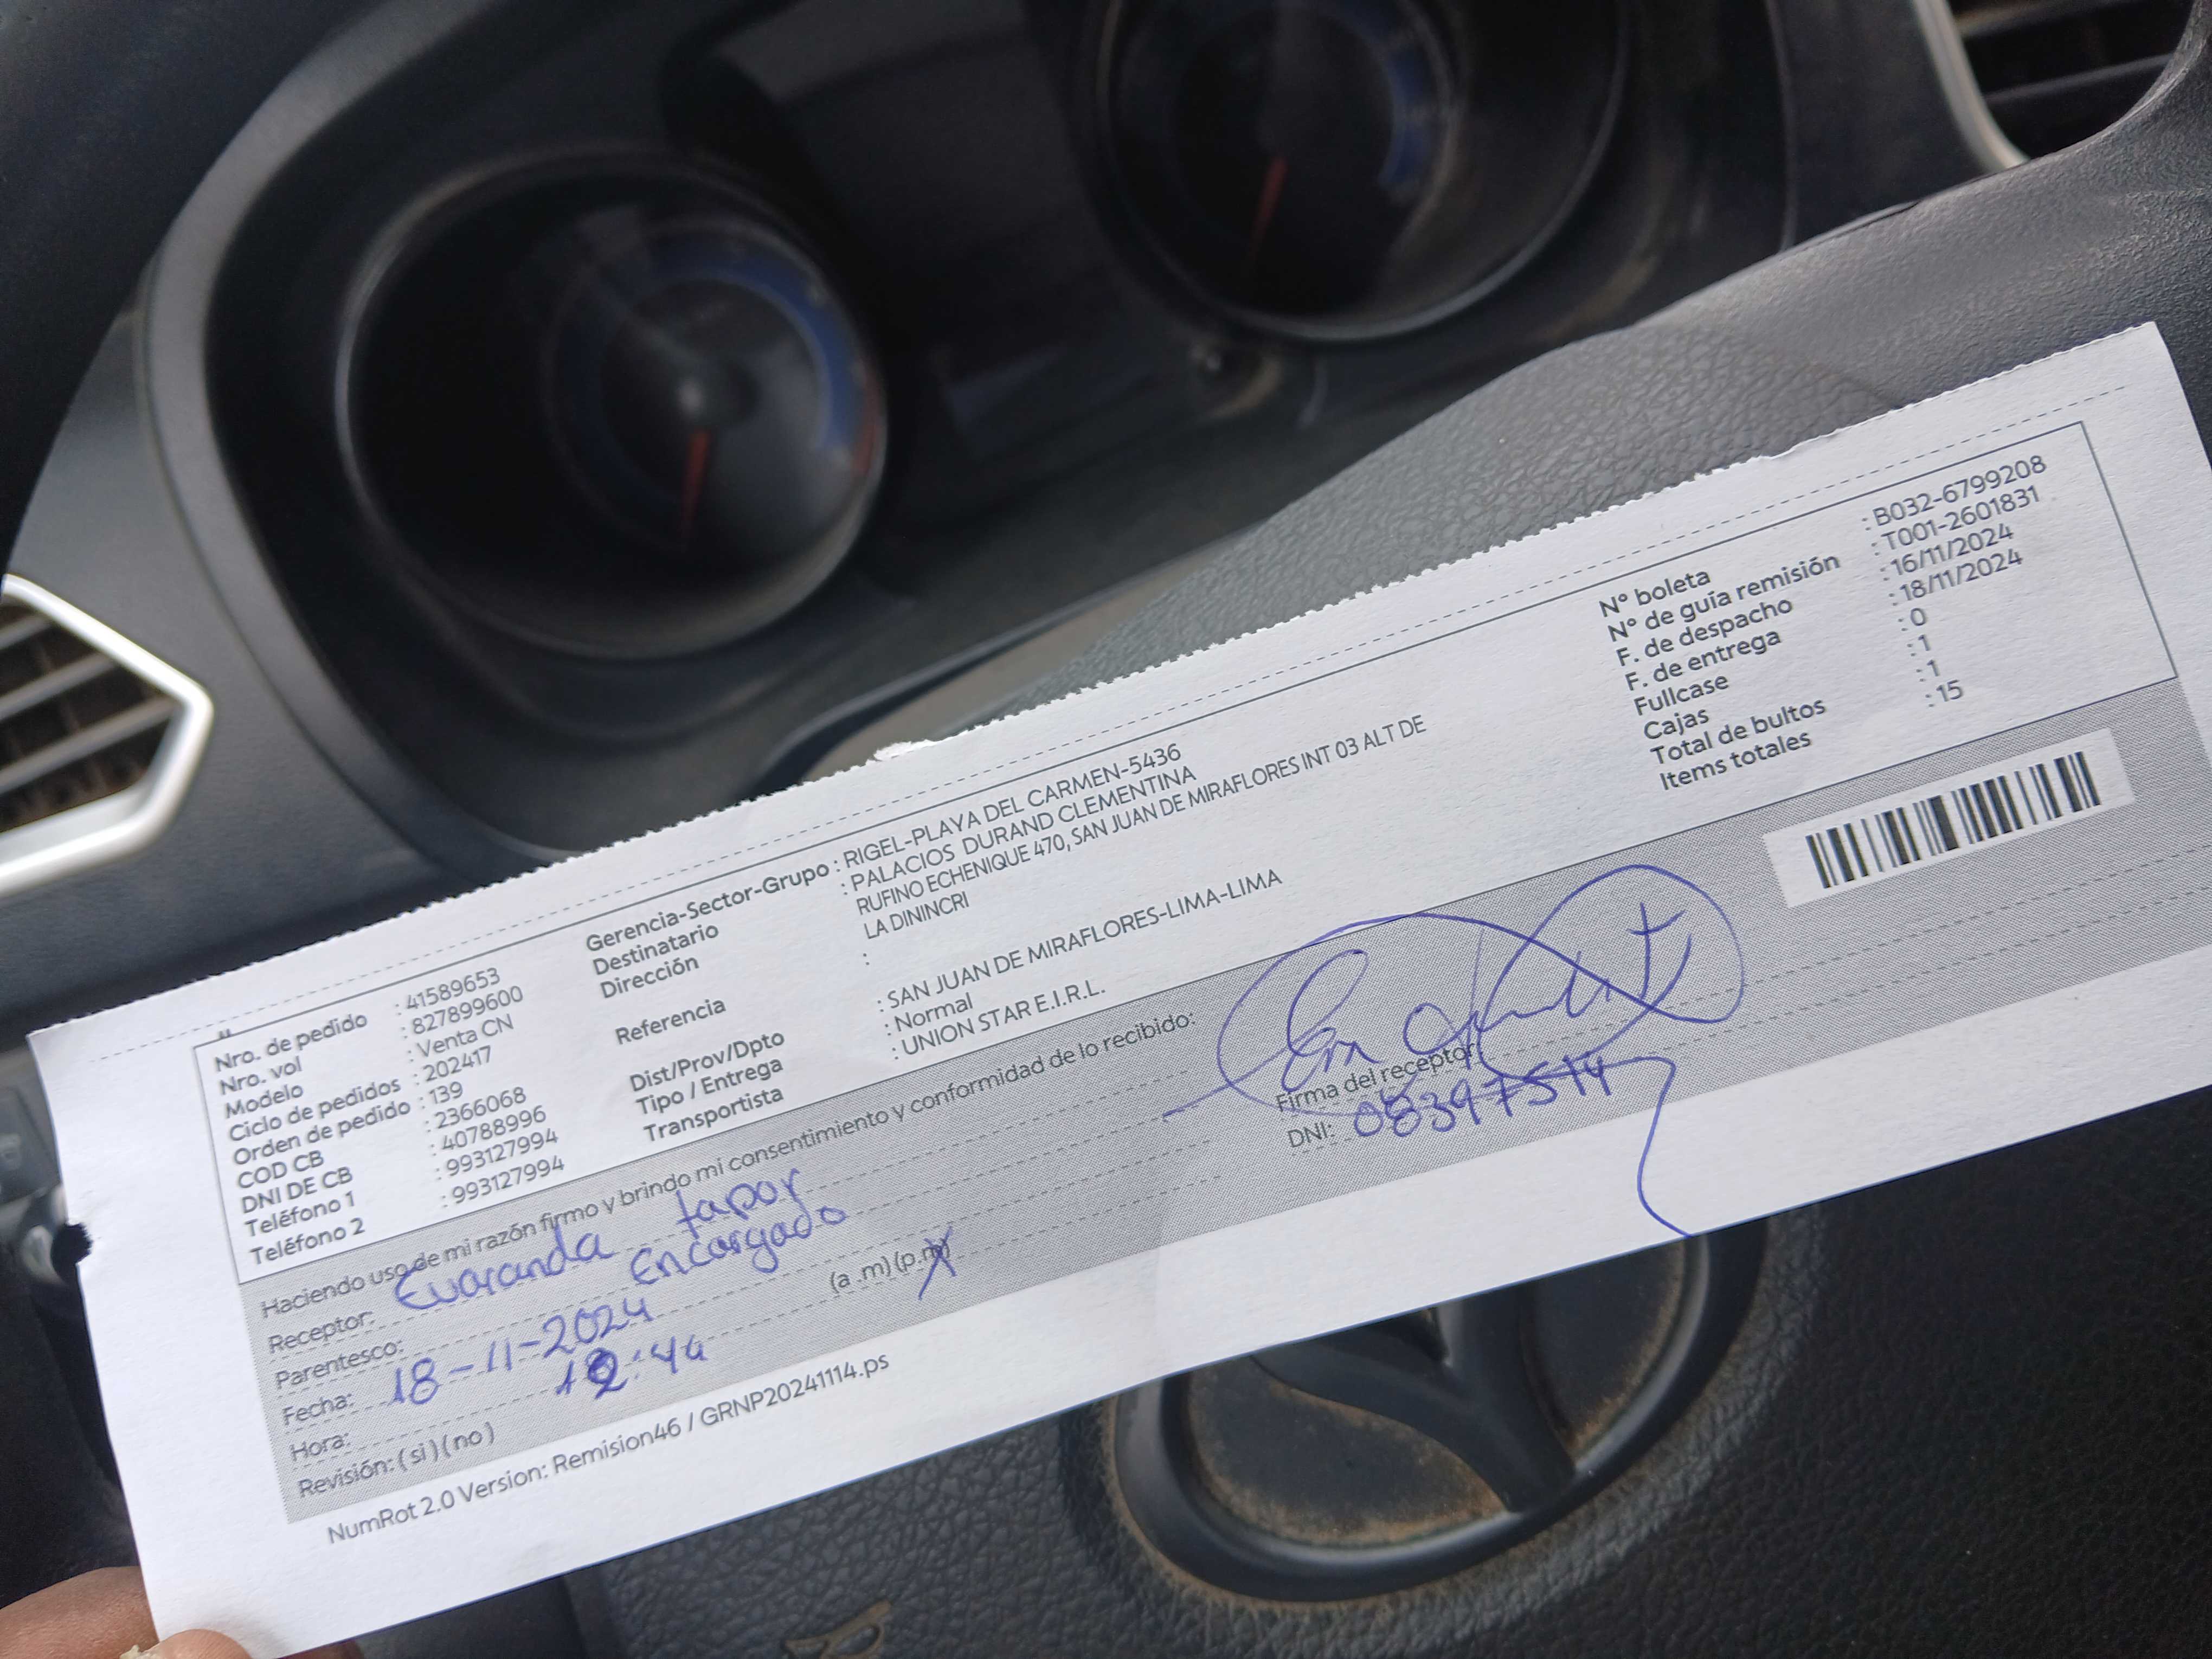 Nro. de pedido : 41589653
Nro. vol : 827899600
Modelo : Venta CN
Ciclo de pedidos : 202417
Orden de pedido : 139
COD CB : 2366068
DNI DE CB : 40788996
Teléfono 1 : 993127994
Teléfono 2 : 993127994
Gerencia-Sector-Grupo : RIGEL-PLAYA DEL CARMEN-5436
Destinatario : PALACIOS DURAND CLEMENTINA
Dirección RUFINO ECHENIQUE 470, SAN JUAN DE MIRAFLORES INT 03 ALT DE
LA DININCRI
Referencia :
Dist/Prov/Dpto : SAN JUAN DE MIRAFLORES-LIMA-LIMA
Tipo / Entrega : Normal
Transportista : UNION STAR E.I.R.L.
N° boleta : B032-6799208
N° de guía remisión : T001-2601831
F. de despacho : 16/11/2024
F. de entrega : 18/11/2024
Fullcase : 0
Cajas : 1
Total de bultos : 1
Items totales : 15
Haciendo uso de mi razón firmo y brindo mi consentimiento y conformidad de lo recibido:
Receptor: Evaranda
Parentesco: Encargado
Fecha: 18-11-2024
Hora: (a .m) (p.m)
Revisión: ( si ) ( no )
Firma del receptor
DNI:
NumRot 2.0 Version: Remision46 / GRNP20241114.ps